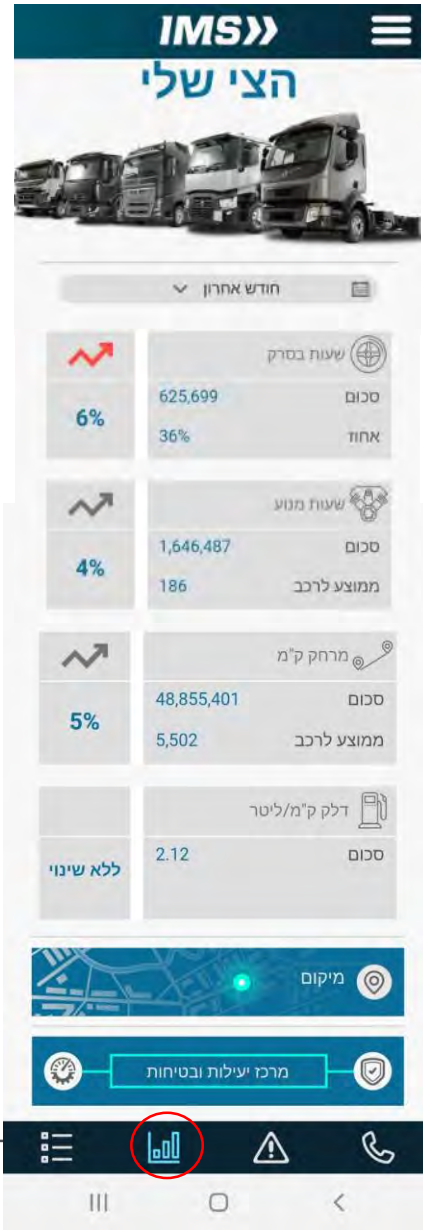 IMS
הצי שלי
חודש אחרון
שעות בסרק
סכום 625,699
אחוז 36%
6%
שעות מנוע
סכום 1,646,487
ממוצע לרכב 186
4%
מרחק ק"מ
סכום 48,855,401
ממוצע לרכב 5,502
5%
דלק ק"מ/ליטר
סכום 2.12
ללא שינוי
מיקום
מרכז יעילות ובטיחות